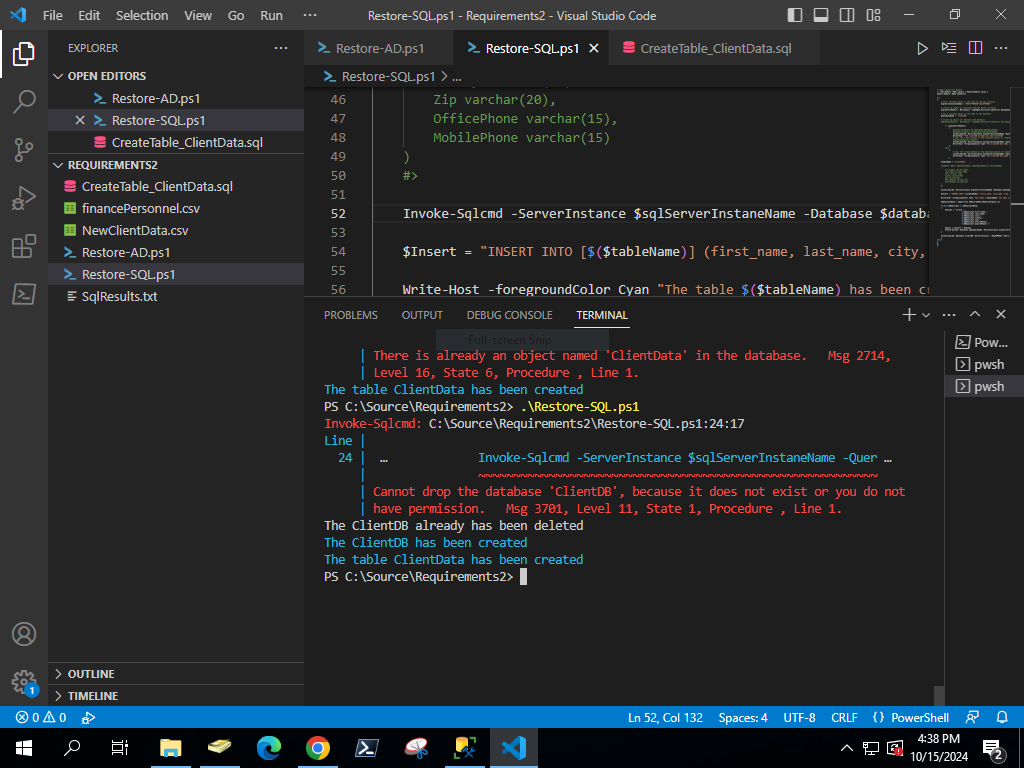 File Edit Selection View Go Run ··· Restore-SQL.ps1 - Requirements2 - Visual Studio Code
EXPLORER ···
OPEN EDITORS
Restore-AD.ps1
Restore-SQL.ps1
CreateTable_ClientData.sql
REQUIREMENTS2
CreateTable_ClientData.sql
financePersonnel.csv
NewClientData.csv
Restore-AD.ps1
Restore-SQL.ps1
SqlResults.txt
OUTLINE
TIMELINE
Restore-AD.ps1 Restore-SQL.ps1 CreateTable_ClientData.sql
Restore-SQL.ps1 > ...
46 Zip varchar(20),
47 OfficePhone varchar(15),
48 MobilePhone varchar(15)
49 )
50 #>
51
52 Invoke-Sqlcmd -ServerInstance $sqlServerInstaneName -Database $databa
53
54 $Insert = "INSERT INTO [$($tableName)] (first_name, last_name, city,
55
56 Write-Host -foregroundColor Cyan "The table $($tableName) has been cr
PROBLEMS OUTPUT DEBUG CONSOLE TERMINAL
Full-screen Snip
| There is already an object named 'ClientData' in the database. Msg 2714,
| Level 16, State 6, Procedure , Line 1.
The table ClientData has been created
PS C:\Source\Requirements2> .\Restore-SQL.ps1
Invoke-Sqlcmd: C:\Source\Requirements2\Restore-SQL.ps1:24:17
Line |
24 | … Invoke-Sqlcmd -ServerInstance $sqlServerInstaneName -Quer …
| ~~~~~~~~~~~~~~~~~~~~~~~~~~~~~~~~~~~~~~~~~~~~~~~~~~~~~~~~~
| Cannot drop the database 'ClientDB', because it does not exist or you do not
| have permission. Msg 3701, Level 11, State 1, Procedure , Line 1.
The ClientDB already has been deleted
The ClientDB has been created
The table ClientData has been created
PS C:\Source\Requirements2>
Pow...
pwsh
pwsh
1
0 0 Ln 52, Col 132 Spaces: 4 UTF-8 CRLF {} PowerShell
4:38 PM
10/15/2024
2